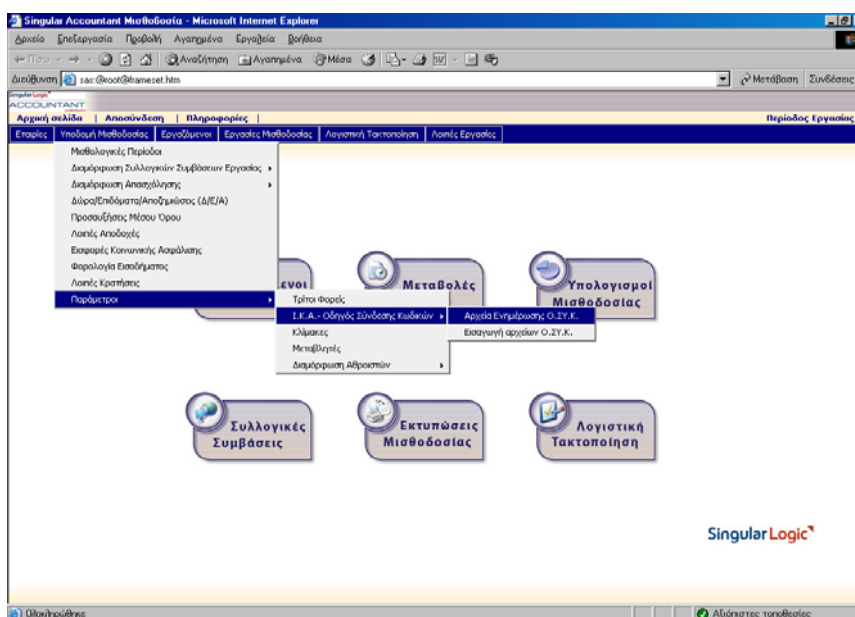 Singular Accountant Μισθοδοσία - Microsoft Internet Explorer
Αρχείο Επεξεργασία Προβολή Αγαπημένα Εργαλεία Βοήθεια
Πίσω Αναζήτηση Αγαπημένα Μέσα
Διεύθυνση sas:@root@frameset.htm Μετάβαση Συνδέσεις
SingularLogic
ACCOUNTANT
Αρχική σελίδα | Αποσύνδεση | Πληροφορίες | Περίοδος Εργασίας
Εταιρίες Υποδομή Μισθοδοσίας Εργαζόμενοι Εργασίες Μισθοδοσίας Λογιστική Τακτοποίηση Λοιπές Εργασίες
Μισθολογικές Περίοδοι
Διαμόρφωση Συλλογικών Συμβάσεων Εργασίας
Διαμόρφωση Απασχόλησης
Δώρα/Επιδόματα/Αποζημιώσεις (Δ/Ε/Α)
Προσαυξήσεις Μέσου Όρου
Λοιπές Αποδοχές
Εισφορές Κοινωνικής Ασφάλισης
Φορολογία Εισοδήματος
Λοιπές Κρατήσεις
Παράμετροι
Τρίτοι Φορείς
Ι.Κ.Α.- Οδηγός Σύνδεσης Κωδικών
Κλίμακες
Μεταβλητές
Διαμόρφωση Αθροιστών
Αρχεία Ενημέρωσης Ο.ΣΥ.Κ.
Εισαγωγή αρχείων Ο.ΣΥ.Κ.
Μεταβολές
Υπολογισμοί
Μισθοδοσίας
Συλλογικές
Συμβάσεις
Εκτυπώσεις
Μισθοδοσίας
Λογιστική
Τακτοποίηση
SingularLogic
Ολοκληρώθηκε Αξιόπιστες τοποθεσίες